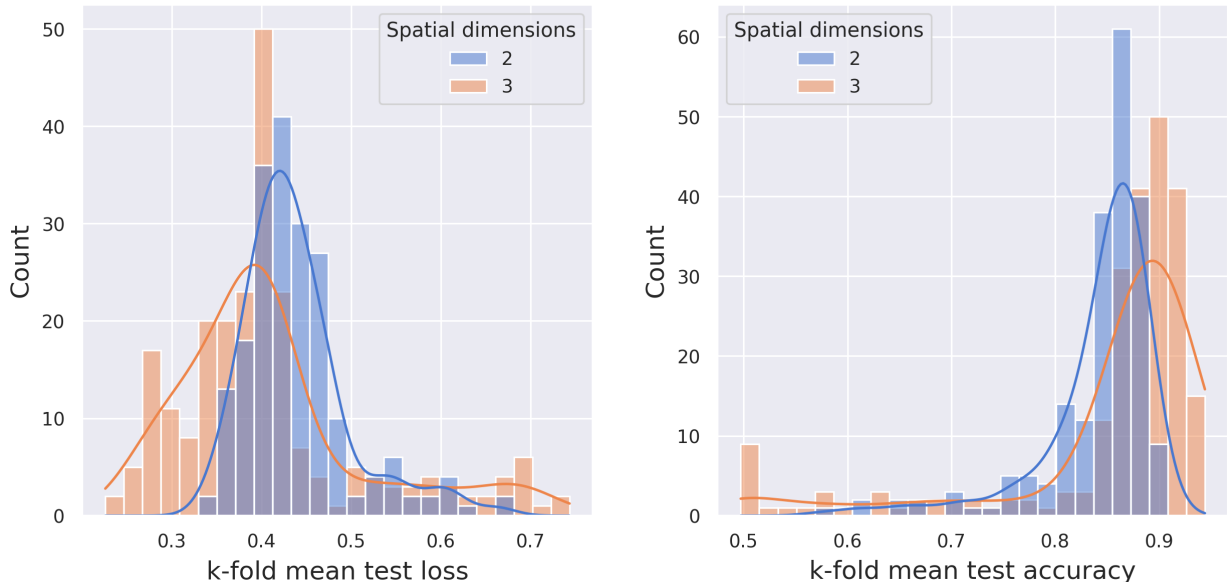 50
40
30
20
10
0
Count
Spatial dimensions
2
3
0.3 0.4 0.5 0.6 0.7
k-fold mean test loss
60
50
40
30
20
10
0
Count
Spatial dimensions
2
3
0.5 0.6 0.7 0.8 0.9
k-fold mean test accuracy